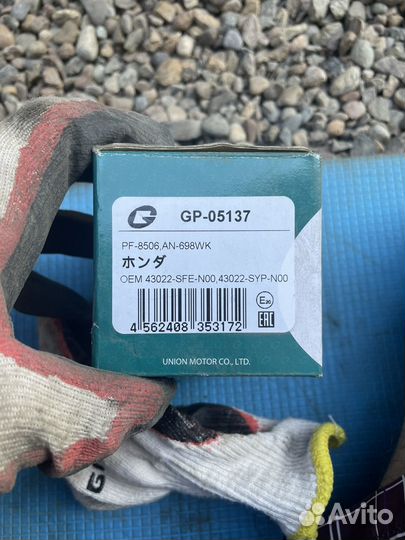 G GP-05137
PF-8506,AN-698WK
ホンダ
OEM 43022-SFE-N00,43022-SYP-N00
4 562408 353172
EAC
UNION MOTOR CO., LTD.
Avito